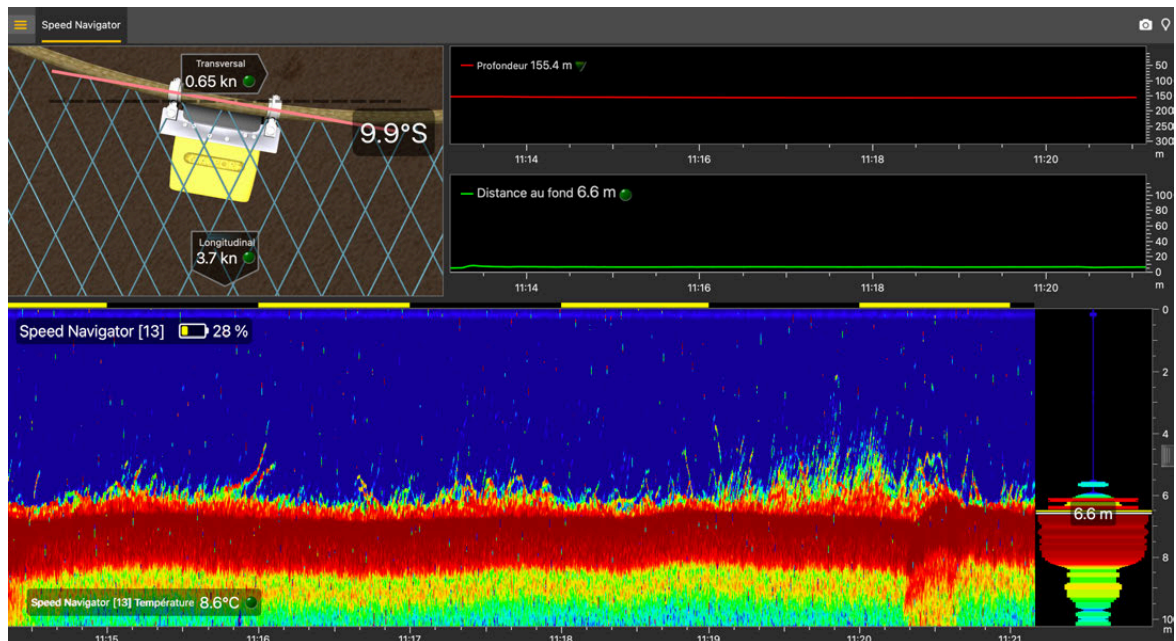 Speed Navigator
Transversal
0.65 kn
9.9°S
Longitudinal
3.7 kn
Profondeur 155.4 m
50
100
150
200
250
300
m
11:14 11:16 11:18 11:20
Distance au fond 6.6 m
100
80
60
40
20
0
m
11:14 11:16 11:18 11:20
Speed Navigator [13] 28 %
0
2
4
6
6.6 m
8
m
Speed Navigator [13] Température 8.6°C
11:15 11:16 11:17 11:18 11:19 11:20 11:21